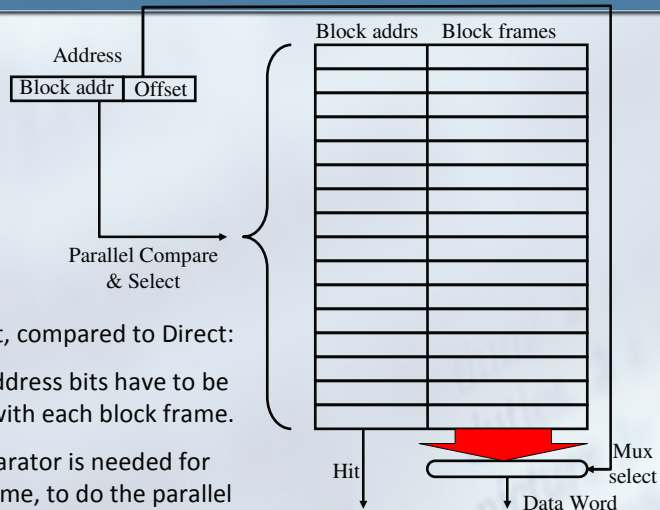 Block addrs Block frames
Address
Block addr Offset
Parallel Compare
& Select
t, compared to Direct:
ddress bits have to be
with each block frame.
arator is needed for
me, to do the parallel
Hit
Mux
select
Data Word